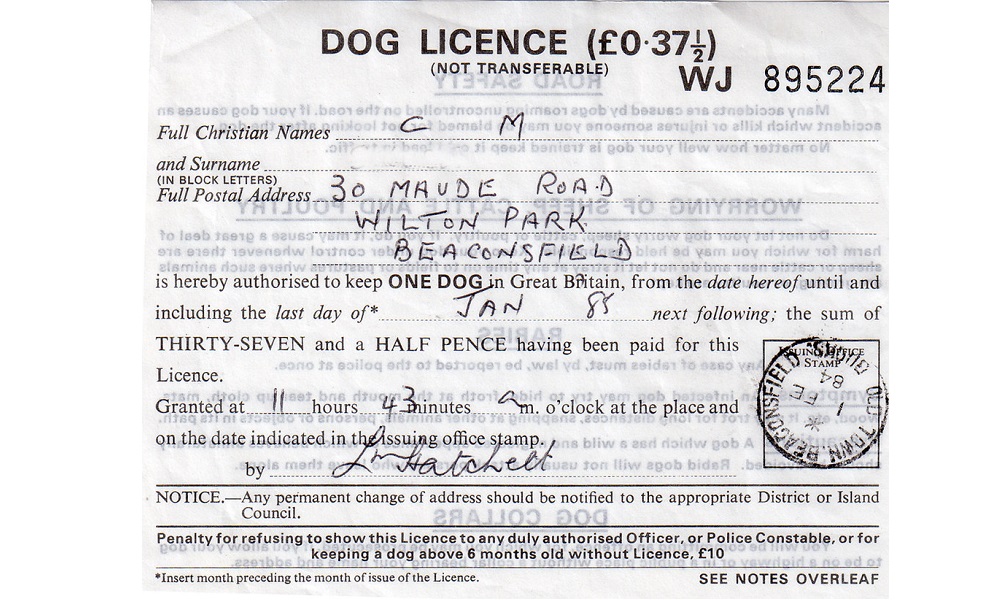 DOG LICENCE (£0·37½)
(NOT TRANSFERABLE)
WJ 895224
Full Christian Names C M
and Surname
(IN BLOCK LETTERS)
Full Postal Address 30 MAUDE ROAD
WILTON PARK
BEACONSFIELD
is hereby authorised to keep ONE DOG in Great Britain, from the date hereof until and
including the last day of* JAN 85 next following; the sum of
THIRTY-SEVEN and a HALF PENCE having been paid for this
Licence.
ISSUING OFFICE
STAMP
OLD TOWN. BEACONSFIELD
1 FE
84
Granted at 11 hours 43 minutes am. o'clock at the place and
on the date indicated in the issuing office stamp.
by Hatchett
NOTICE.—Any permanent change of address should be notified to the appropriate District or Island
Council.
Penalty for refusing to show this Licence to any duly authorised Officer, or Police Constable, or for
keeping a dog above 6 months old without Licence, £10
*Insert month preceding the month of issue of the Licence.
SEE NOTES OVERLEAF